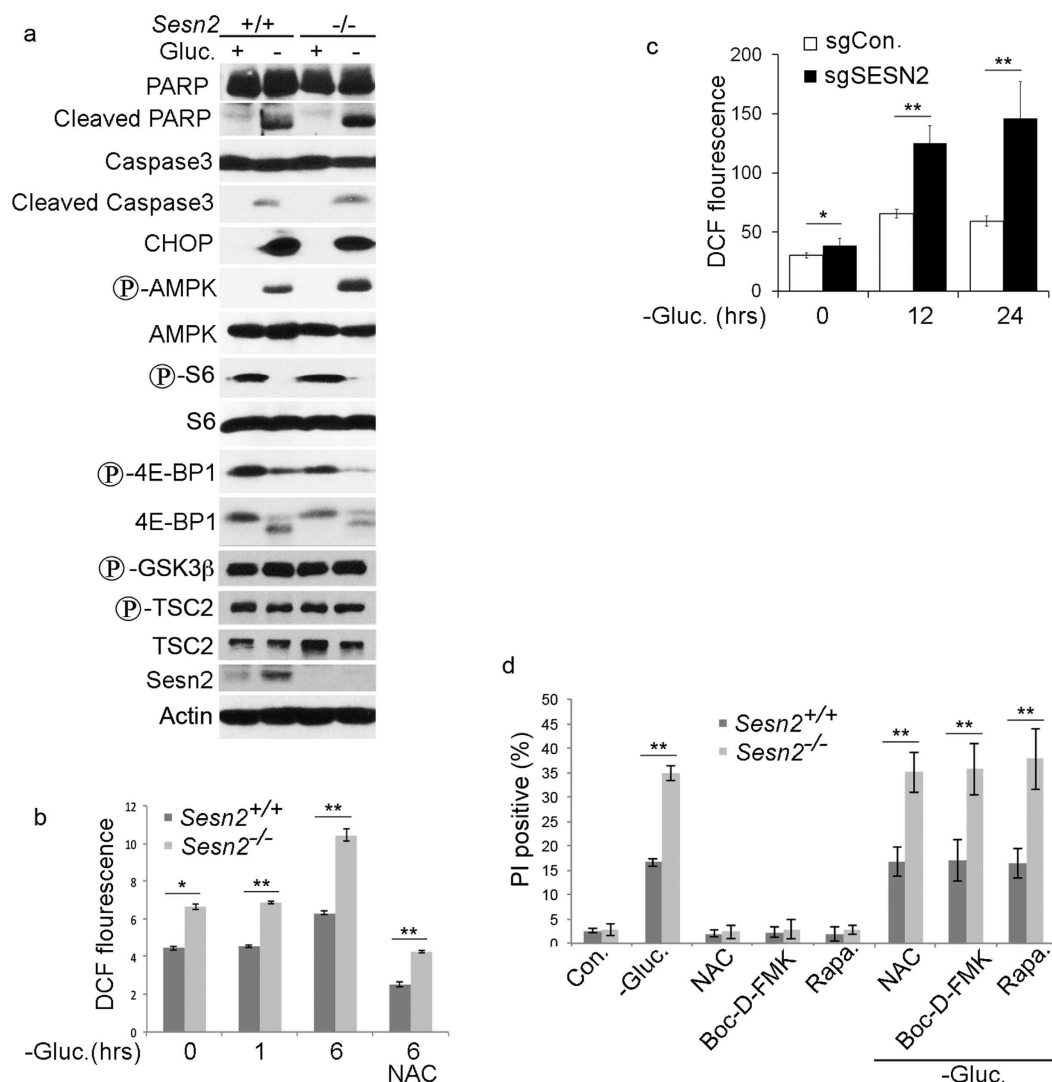 a
Sesn2 +/+ -/-
Gluc. + - + -
PARP
Cleaved PARP
Caspase3
Cleaved Caspase3
CHOP
Ⓟ-AMPK
AMPK
Ⓟ-S6
S6
Ⓟ-4E-BP1
4E-BP1
Ⓟ-GSK3β
Ⓟ-TSC2
TSC2
Sesn2
Actin
b
DCF flourescence
12
10
8
6
4
2
0
Sesn2+/+
Sesn2-/-
*
**
**
**
-Gluc.(hrs) 0 1 6 6
NAC
c
sgCon.
sgSESN2
DCF flourescence
200
150
100
50
0
*
**
**
-Gluc. (hrs) 0 12 24
d
PI positive (%)
50
45
40
35
30
25
20
15
10
5
0
Sesn2+/+
Sesn2-/-
**
**
**
**
Con.
-Gluc.
NAC
Boc-D-FMK
Rapa.
NAC
Boc-D-FMK
Rapa.
-Gluc.